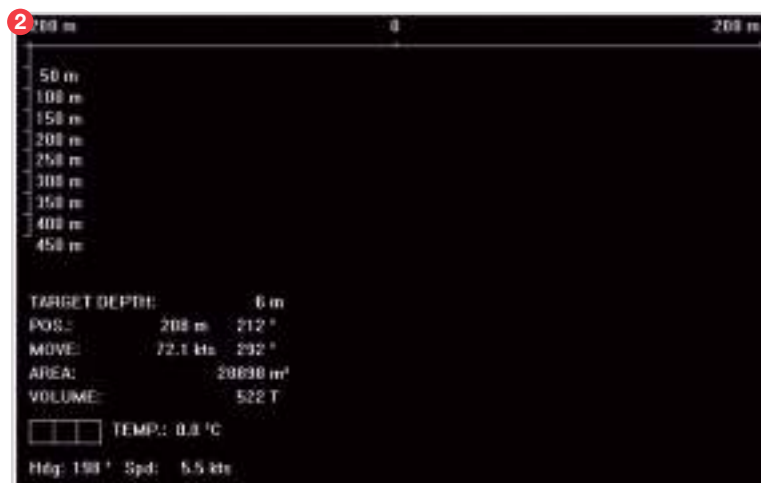 2
200 m 0 200 m
50 m
100 m
150 m
200 m
250 m
300 m
350 m
400 m
450 m
TARGET DEPTH: 6 m
POS.: 208 m 212 °
MOVE: 72.1 kts 292 °
AREA: m²
VOLUME: 522 T
TEMP.: 0.0 °C
Hdg: 198 ° Spd: 5.5 kts